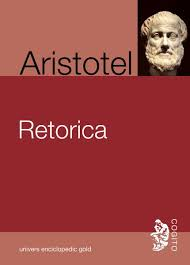 Aristotel
Retorica
univers enciclopedic gold
COGITO